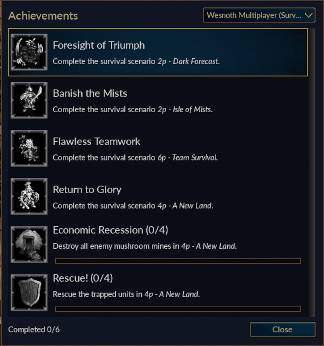 Achievements
Wesnoth Multiplayer (Surv...
Foresight of Triumph
Complete the survival scenario 2p - Dark Forecast.
Banish the Mists
Complete the survival scenario 2p - Isle of Mists.
Flawless Teamwork
Complete the survival scenario 6p - Team Survival.
Return to Glory
Complete the survival scenario 4p - A New Land.
Economic Recession (0/4)
Destroy all enemy mushroom mines in 4p - A New Land.
Rescue! (0/4)
Rescue the trapped units in 4p - A New Land.
Completed 0/6
Close